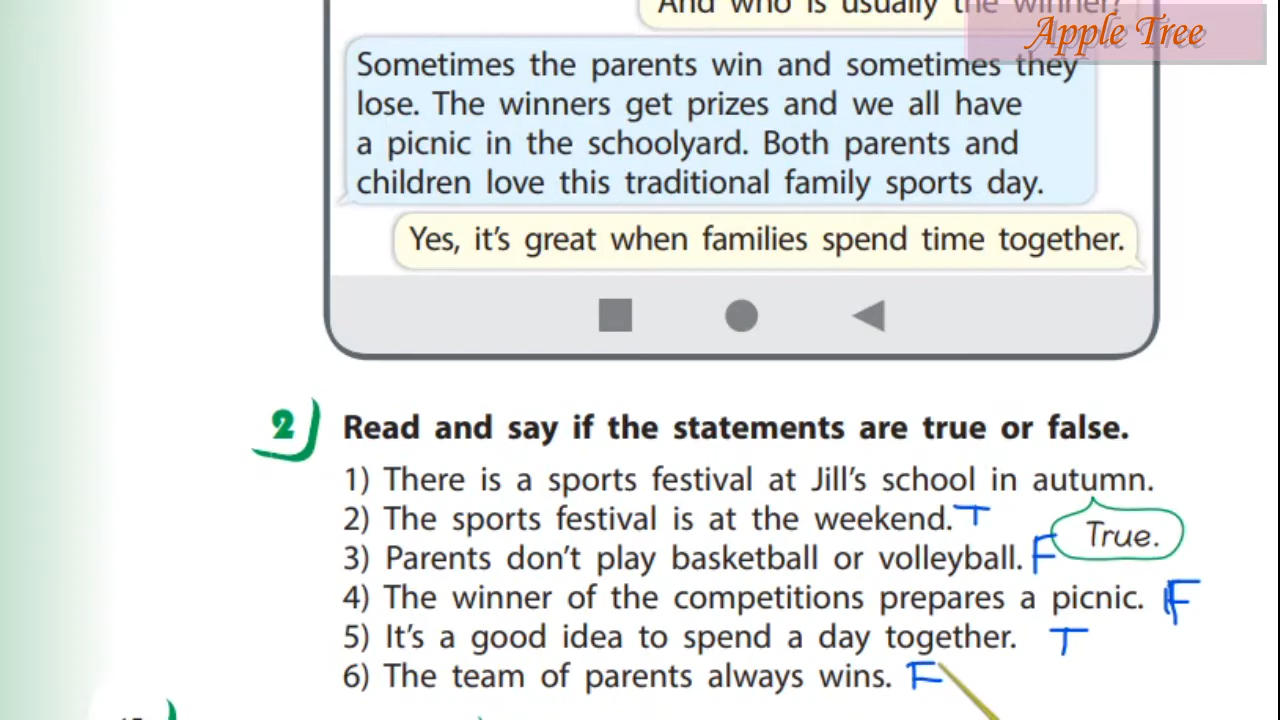 And who is usually the winner?
Apple Tree
Sometimes the parents win and sometimes they
lose. The winners get prizes and we all have
a picnic in the schoolyard. Both parents and
children love this traditional family sports day.
Yes, it's great when families spend time together.
2 Read and say if the statements are true or false.
1) There is a sports festival at Jill's school in autumn.
True.
2) The sports festival is at the weekend. T
3) Parents don't play basketball or volleyball. F
4) The winner of the competitions prepares a picnic. F
5) It's a good idea to spend a day together. T
6) The team of parents always wins. F